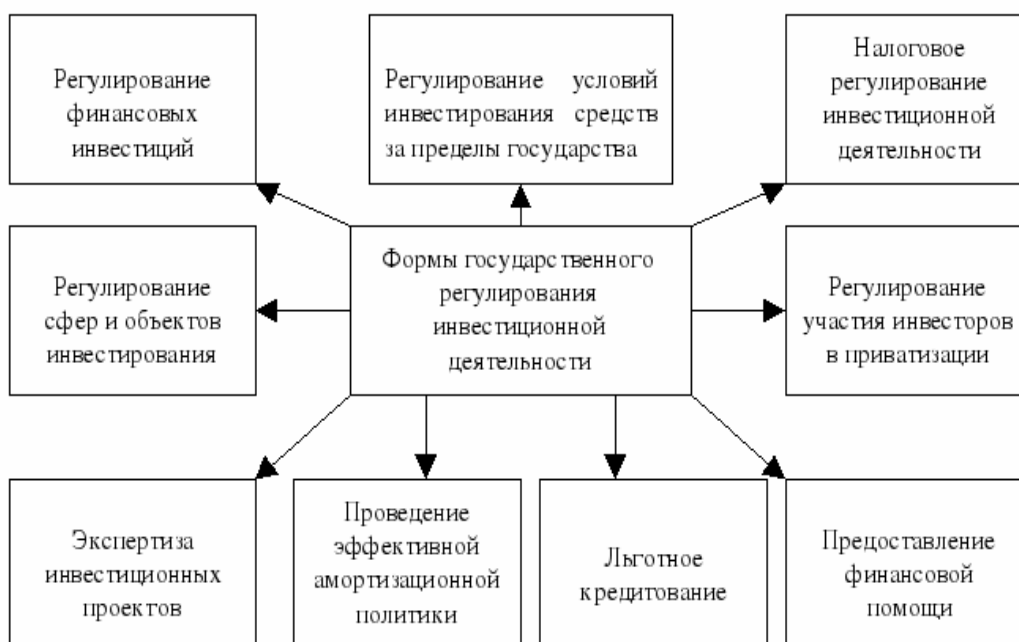 Регулирование
финансовых
инвестиций
Регулирование условий
инвестирования средств
за пределы государства
Налоговое
регулирование
инвестиционной
деятельности
Регулирование
сфер и объектов
инвестирования
Формы государственного
регулирования
инвестиционной
деятельности
Регулирование
участия инвесторов
в приватизации
Экспертиза
инвестиционных
проектов
Проведение
эффективной
амортизационной
политики
Льготное
кредитование
Предоставление
финансовой
помощи